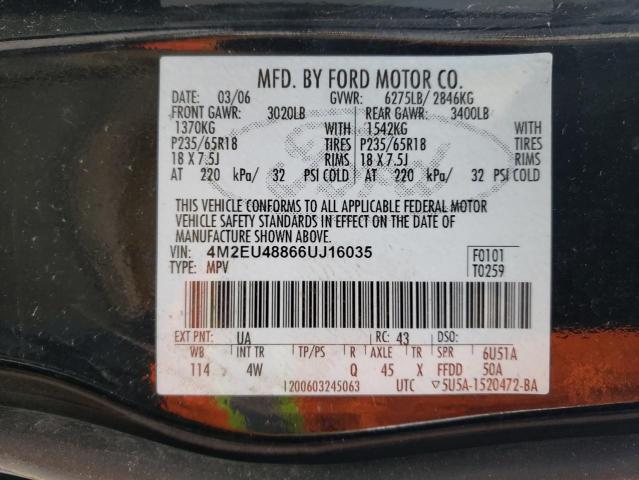 MFD. BY FORD MOTOR CO.
DATE: 03/06 GVWR: 6275LB/ 2846KG
FRONT GAWR: 3020LB REAR GAWR: 3400LB
1370KG WITH 1542KG WITH
P235/65R18 TIRES P235/65R18 TIRES
18 X 7.5J RIMS 18 X 7.5J RIMS
AT 220 kPa/ 32 PSI COLD AT 220 kPa/ 32 PSI COLD
THIS VEHICLE CONFORMS TO ALL APPLICABLE FEDERAL MOTOR
VEHICLE SAFETY STANDARDS IN EFFECT ON THE DATE OF
MANUFACTURE SHOWN ABOVE.
VIN: 4M2EU48866UJ16035 F0101
TYPE: MPV T0259
EXT PNT: UA RC: 43 DSO:
WB INT TR TP/PS R AXLE TR SPR 6U51A
114 4W Q 45 X FFDD 50A
1200603245063 UTC ▽5U5A-1520472-BA
Ford